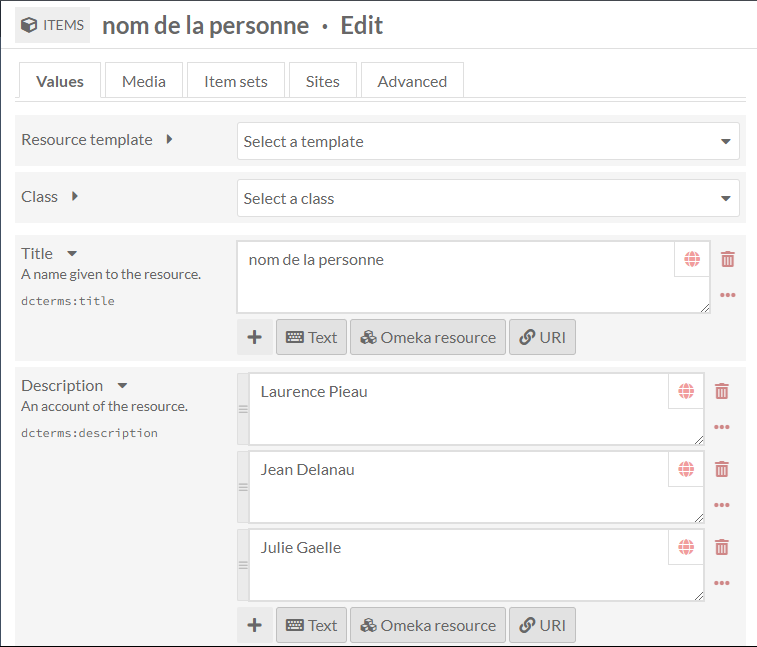 ITEMS nom de la personne · Edit
Values Media Item sets Sites Advanced
Resource template Select a template
Class Select a class
Title nom de la personne
A name given to the resource.
dcterms:title
Text Omeka resource URI
Description Laurence Pieau
An account of the resource.
dcterms:description
Jean Delanau
Julie Gaelle
Text Omeka resource URI